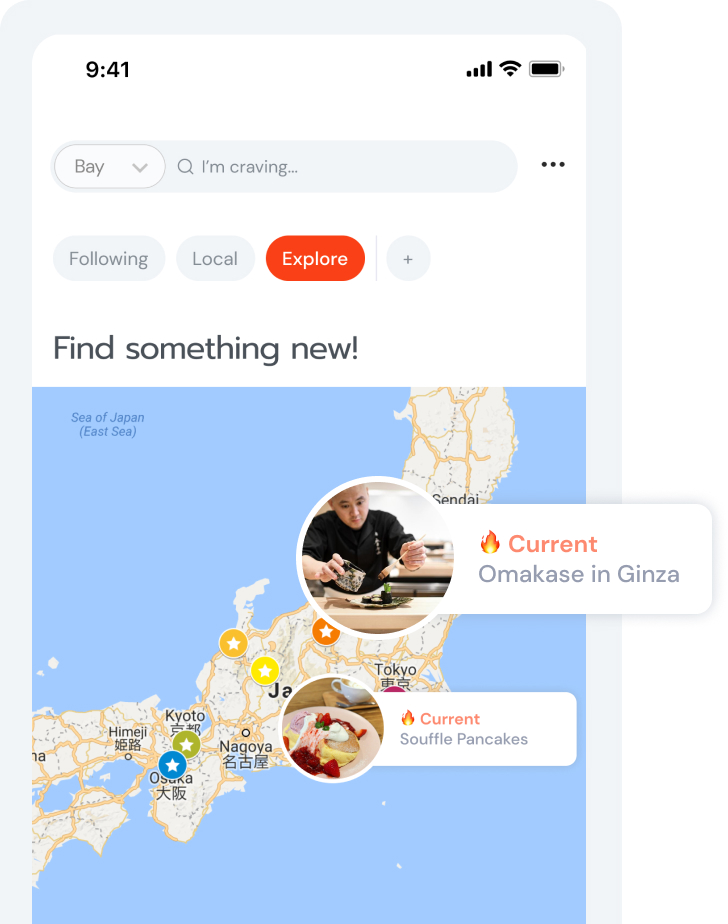 9:41
Bay
I'm craving...
Following
Local
Explore
+
Find something new!
Sea of Japan
(East Sea)
Sendai
Current
Omakase in Ginza
Tokyo
東京
Ja
Current
Souffle Pancakes
Kyoto
京都
Himeji
姫路
Nagoya
名古屋
na
Osaka
大阪